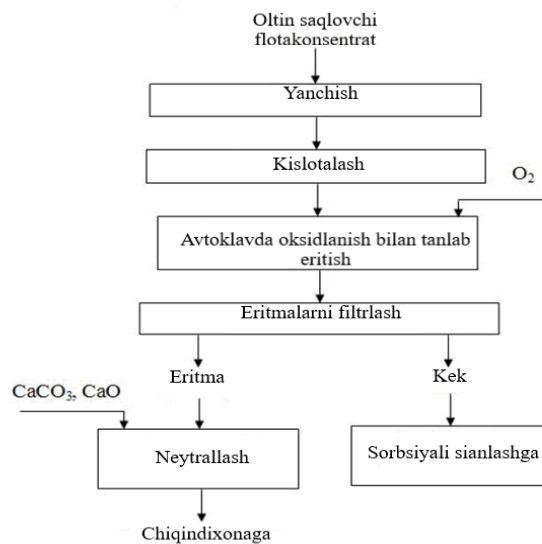 Oltin saqlovchi
flotakonsentrat
Yanchish
Kislotalash
O₂
Avtoklavda oksidlanish bilan tanlab
eritish
Eritmalarni filtrlash
Eritma
Kek
CaCO₃, CaO
Neytrallash
Sorbsiyali sianlashga
Chiqindixonaga